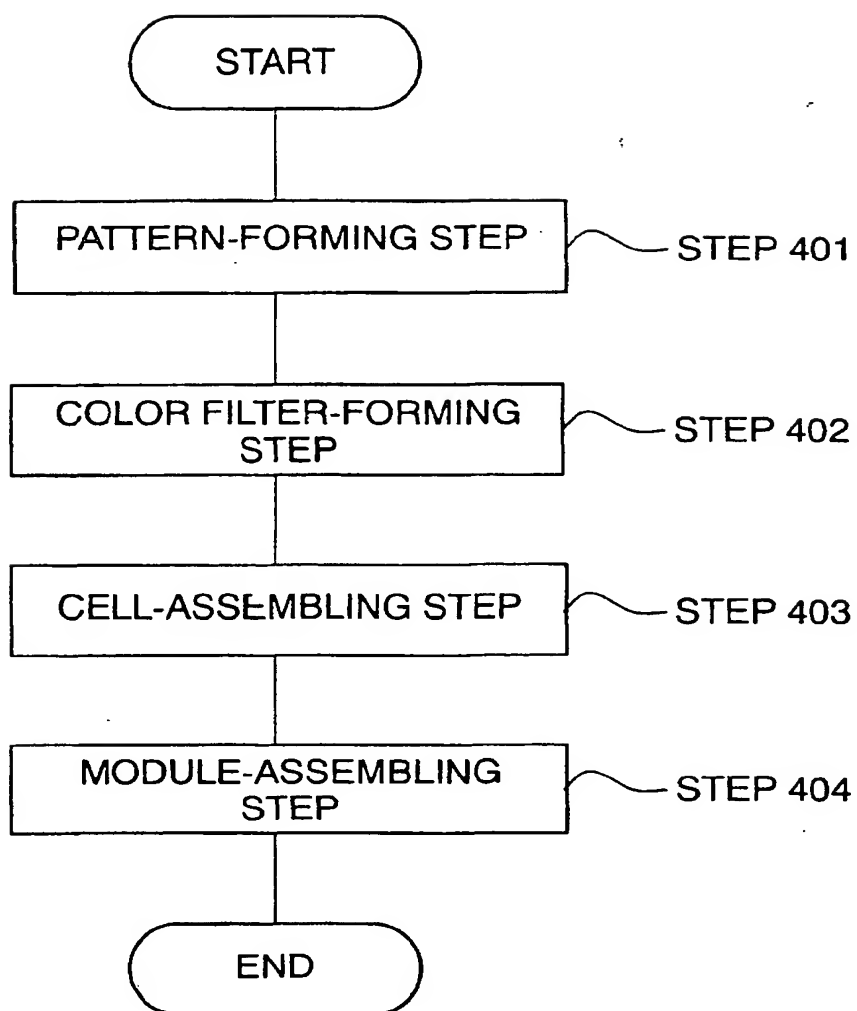 START
PATTERN-FORMING STEP
STEP 401
COLOR FILTER-FORMING
STEP
STEP 402
CELL-ASSEMBLING STEP
STEP 403
MODULE-ASSEMBLING
STEP
STEP 404
END